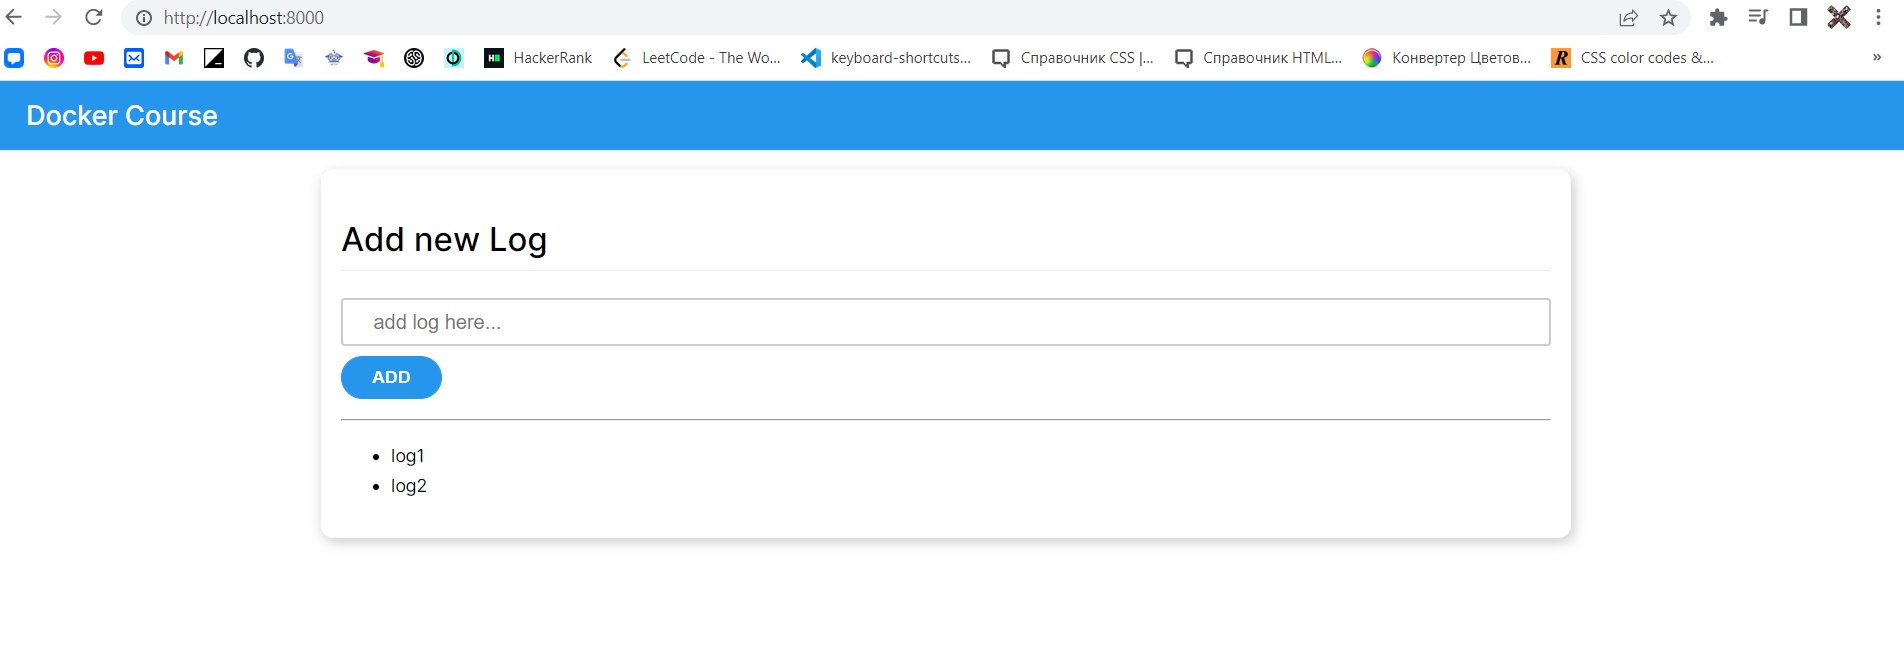 http://localhost:8000
HackerRank LeetCode - The Wo... keyboard-shortcuts... Справочник CSS |... Справочник HTML... Конвертер Цветов... CSS color codes &... »
Docker Course
Add new Log
add log here...
ADD
• log1
• log2